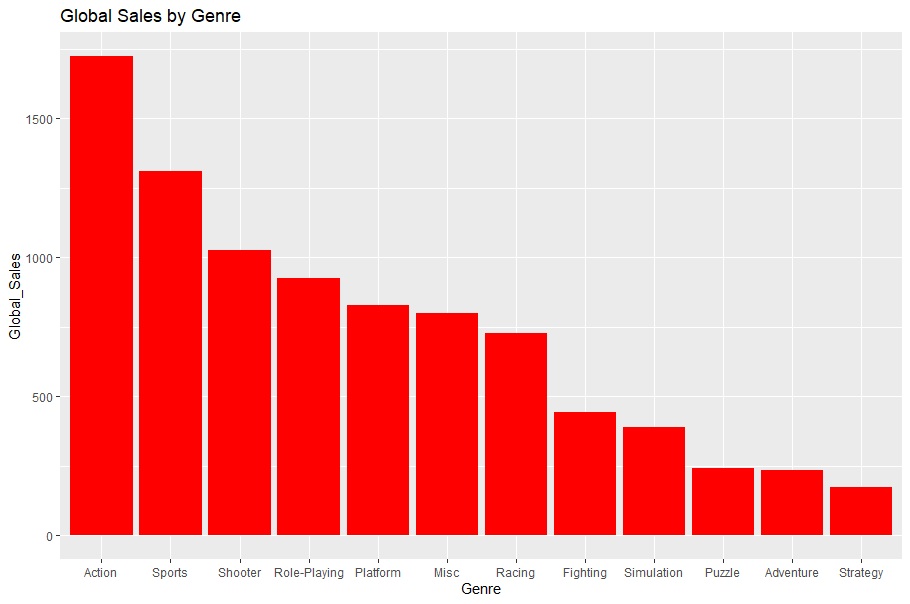 Global Sales by Genre
Global_Sales
1500
1000
500
0
Action Sports Shooter Role-Playing Platform Misc Racing Fighting Simulation Puzzle Adventure Strategy
Genre